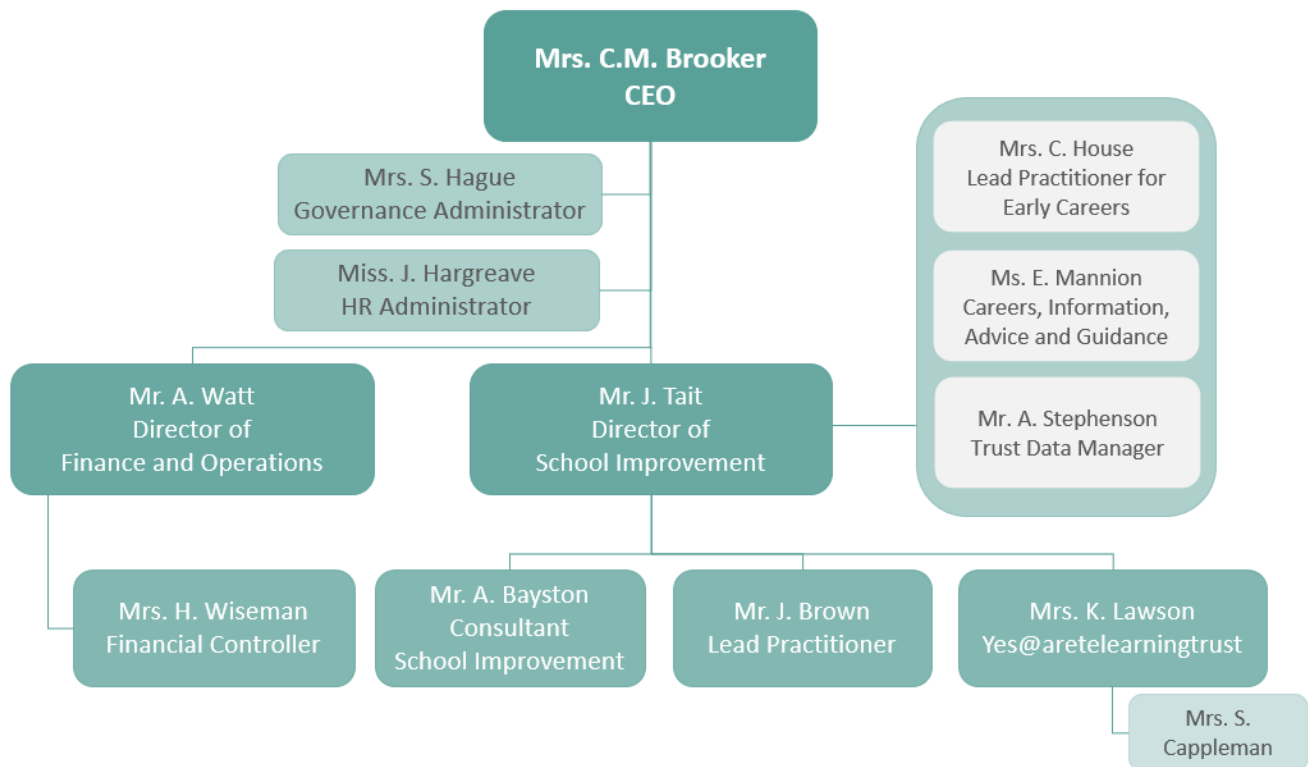 Mrs. C.M. Brooker
CEO
Mrs. S. Hague
Governance Administrator
Miss. J. Hargreave
HR Administrator
Mrs. C. House
Lead Practitioner for
Early Careers
Ms. E. Mannion
Careers, Information,
Advice and Guidance
Mr. A. Stephenson
Trust Data Manager
Mr. A. Watt
Director of
Finance and Operations
Mr. J. Tait
Director of
School Improvement
Mrs. H. Wiseman
Financial Controller
Mr. A. Bayston
Consultant
School Improvement
Mr. J. Brown
Lead Practitioner
Mrs. K. Lawson
Yes@aretelearningtrust
Mrs. S.
Cappleman